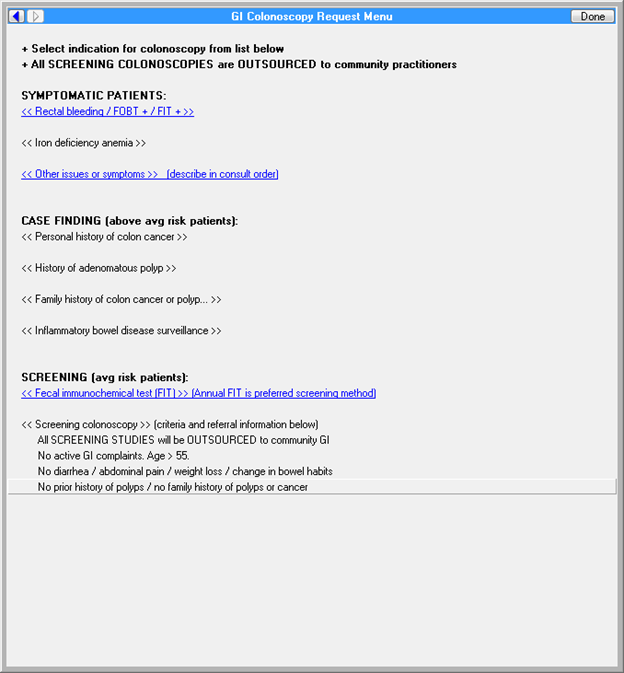 GI Colonoscopy Request Menu
Done
+ Select indication for colonoscopy from list below
+ All SCREENING COLONOSCOPIES are OUTSOURCED to community practitioners
SYMPTOMATIC PATIENTS:
<< Rectal bleeding / FOBT + / FIT + >>
<< Iron deficiency anemia >>
<< Other issues or symptoms >>   (describe in consult order)
CASE FINDING (above avg risk patients):
<< Personal history of colon cancer >>
<< History of adenomatous polyp >>
<< Family history of colon cancer or polyp... >>
<< Inflammatory bowel disease surveillance >>
SCREENING (avg risk patients):
<< Fecal immunochemical test (FIT) >> (Annual FIT is preferred screening method)
<< Screening colonoscopy >> (criteria and referral information below)
All SCREENING STUDIES will be OUTSOURCED to community GI
No active GI complaints. Age > 55.
No diarrhea / abdominal pain / weight loss / change in bowel habits
No prior history of polyps / no family history of polyps or cancer